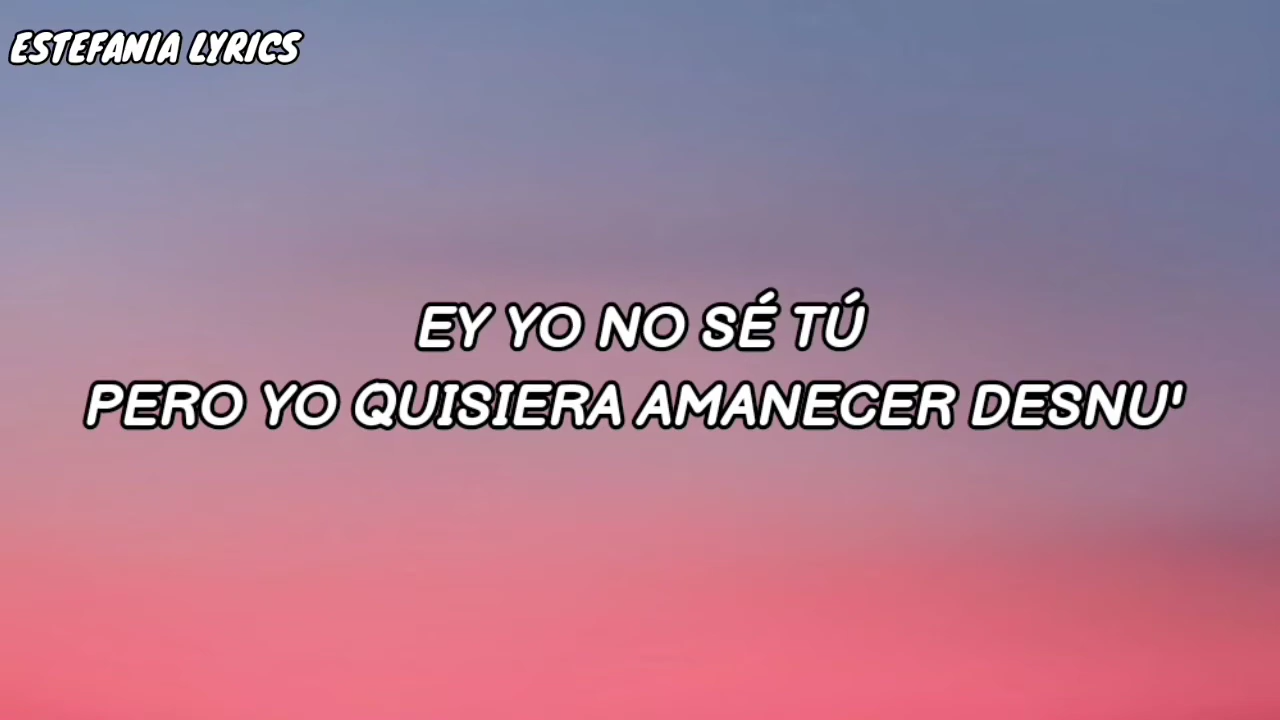 ESTEFANIA LYRICS
EY YO NO SÉ TÚ
PERO YO QUISIERA AMANECER DESNU'